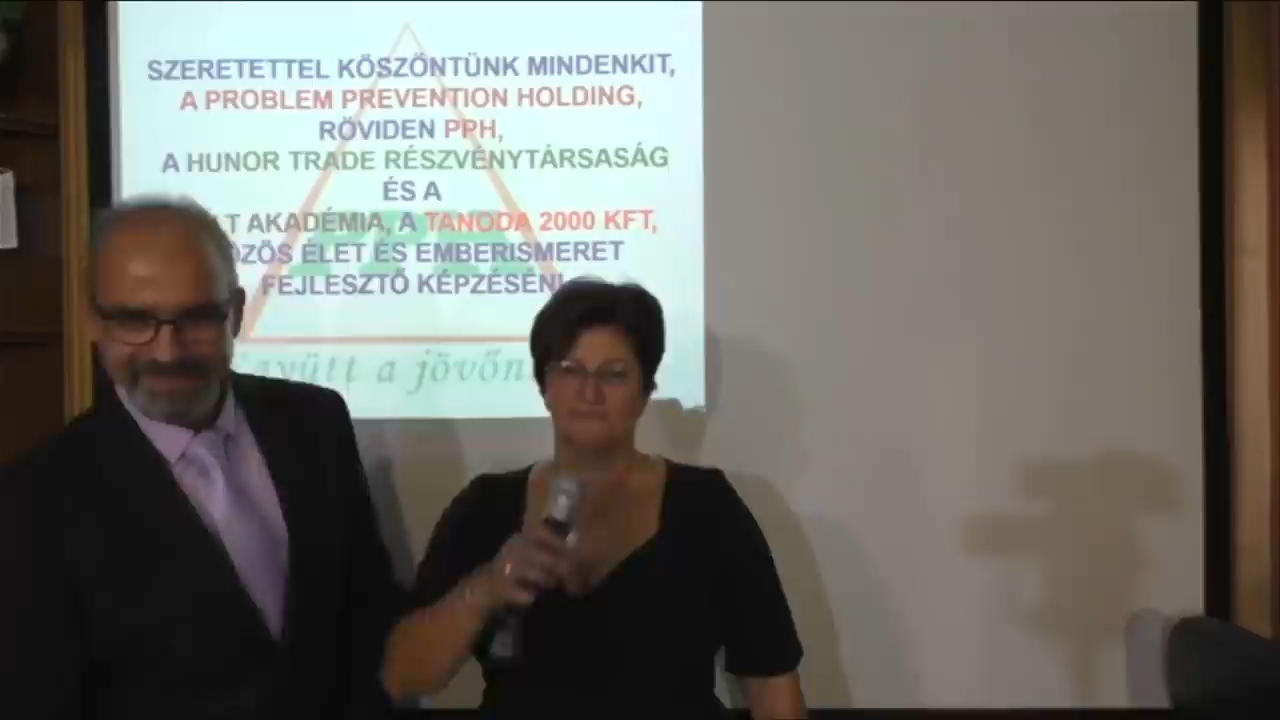 SZERETETTEL KÖSZÖNTÜNK MINDENKIT,
A PROBLEM PREVENTION HOLDING,
RÖVIDEN PPH,
A HUNOR TRADE RÉSZVÉNYTÁRSASÁG
ÉS A
AKADÉMIA, A TANODA 2000 KFT,
ÉLET ÉS EMBERISMERET
FEJLESZTŐ KÉPZÉSÉN!
a